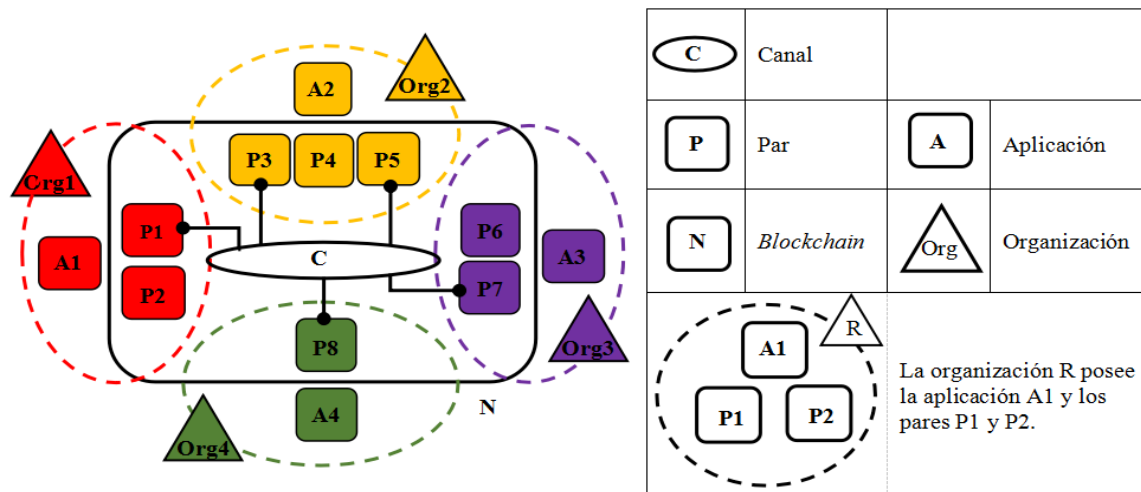 Org2
A2
Org1
P3 P4 P5
P1
P6
A1
C
A3
P2
P7
P8
Org3
A4
N
Org4
C Canal
P Par A Aplicación
N Blockchain Org Organización
R
A1
P1 P2
La organización R posee
la aplicación A1 y los
pares P1 y P2.